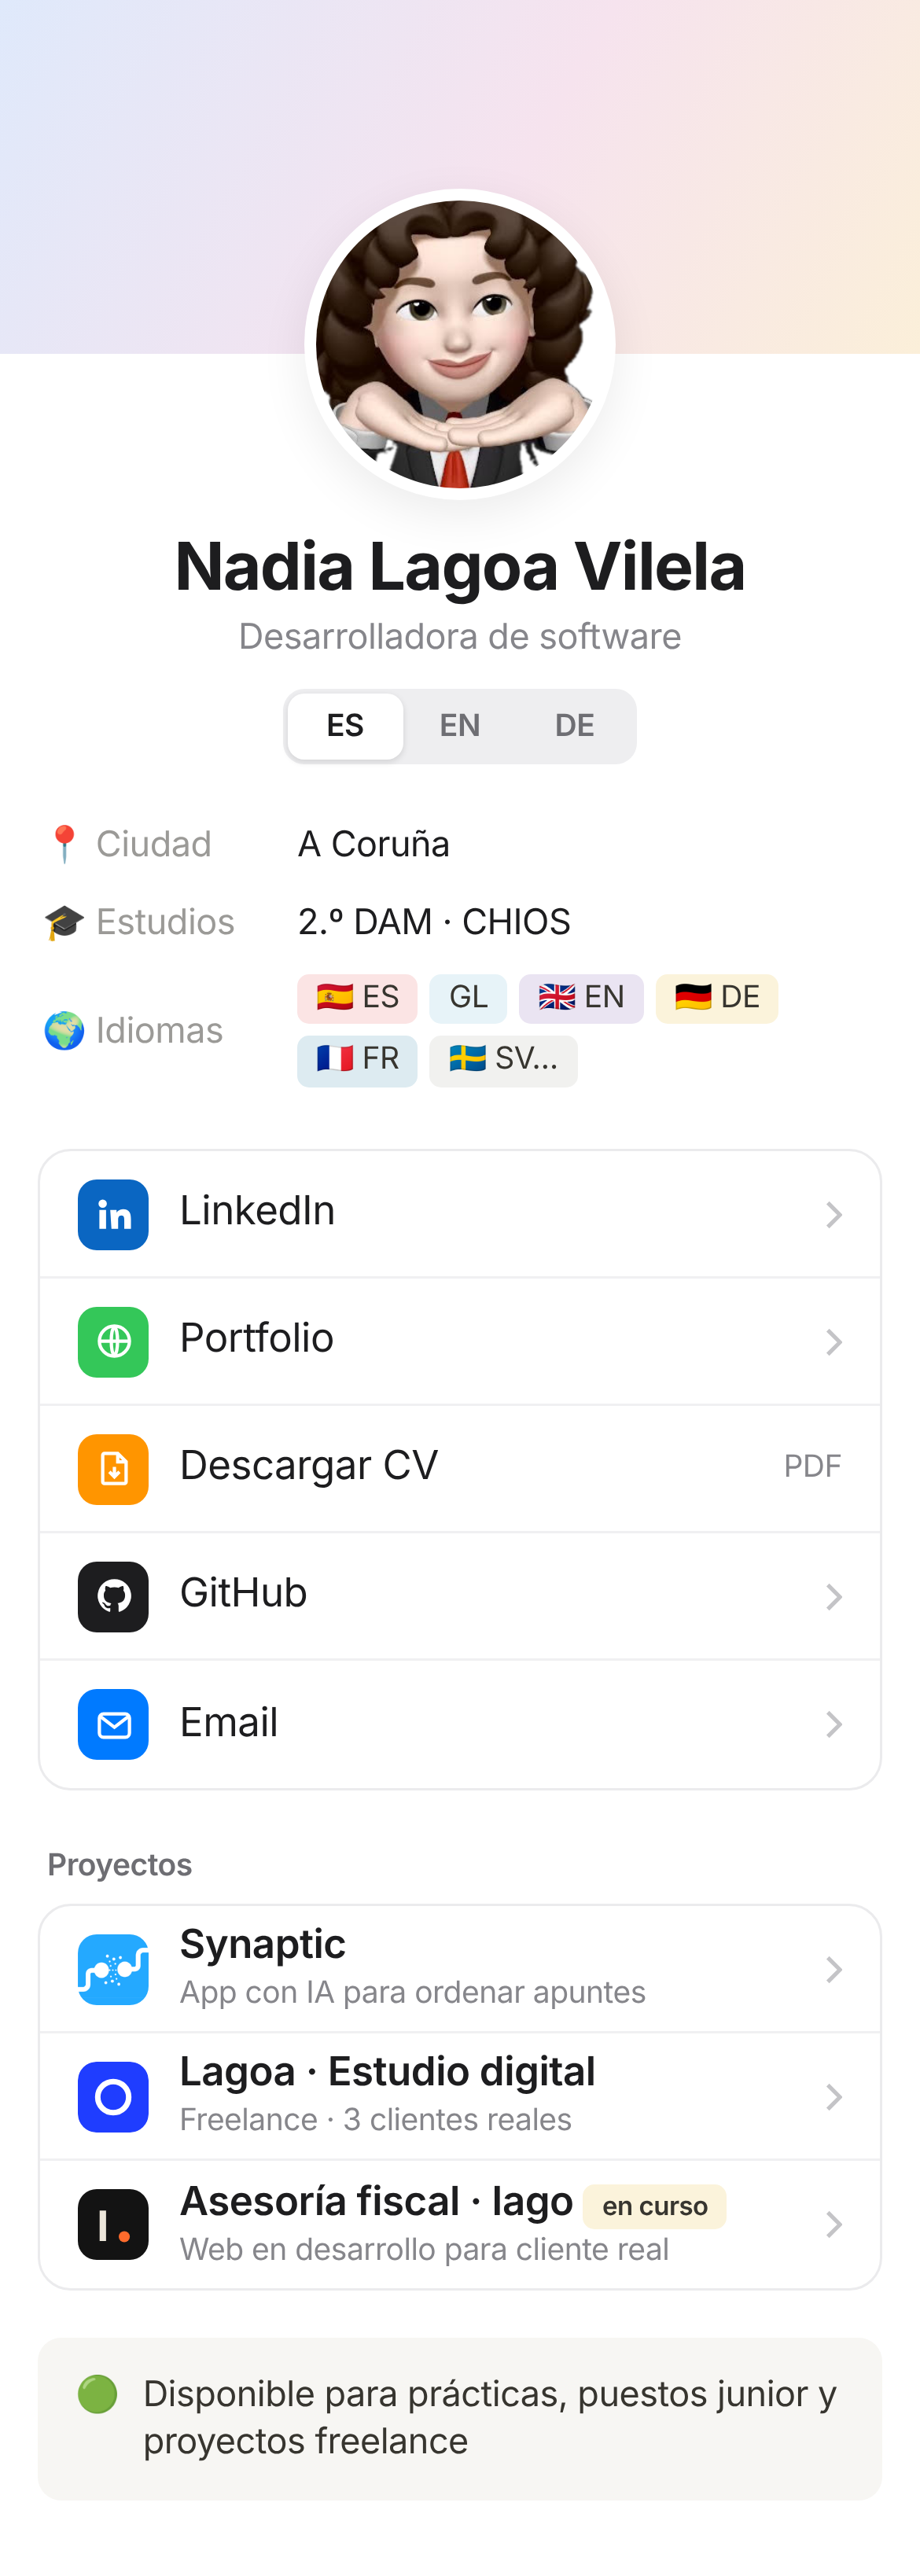 Nadia Lagoa Vilela
Desarrolladora de software
ES EN DE
📍 Ciudad A Coruña
🎓 Estudios 2.º DAM · CHIOS
🌍 Idiomas
🇪🇸 ES GL 🇬🇧 EN 🇩🇪 DE
🇫🇷 FR 🇸🇪 SV...
in LinkedIn
Portfolio
Descargar CV PDF
GitHub
Email
Proyectos
Synaptic
App con IA para ordenar apuntes
Lagoa · Estudio digital
Freelance · 3 clientes reales
I. Asesoría fiscal · Iago en curso
Web en desarrollo para cliente real
🟢 Disponible para prácticas, puestos junior y
proyectos freelance